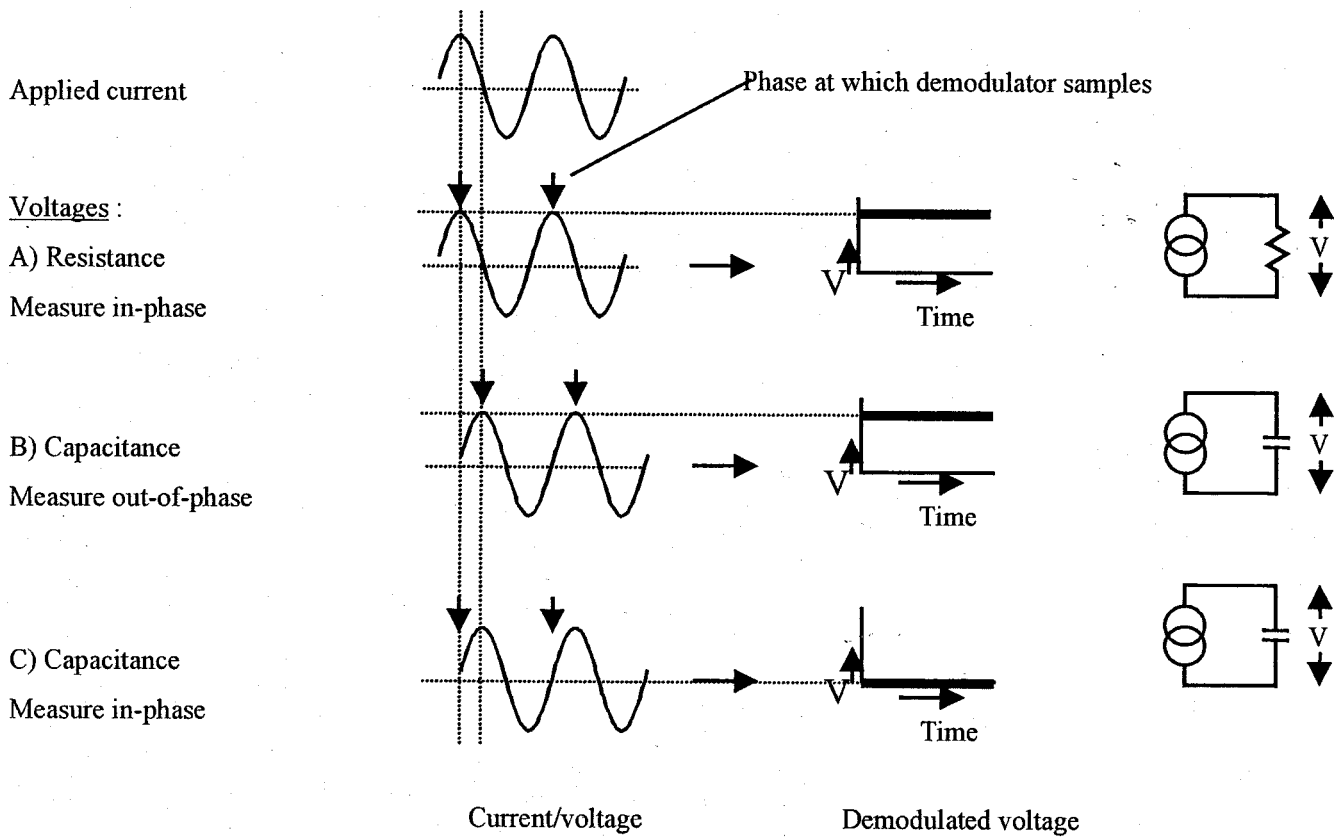 Applied current
Phase at which demodulator samples
Voltages :
A) Resistance
Measure in-phase
V
Time
V
B) Capacitance
Measure out-of-phase
V
Time
V
C) Capacitance
Measure in-phase
V
Time
V
Current/voltage
Demodulated voltage